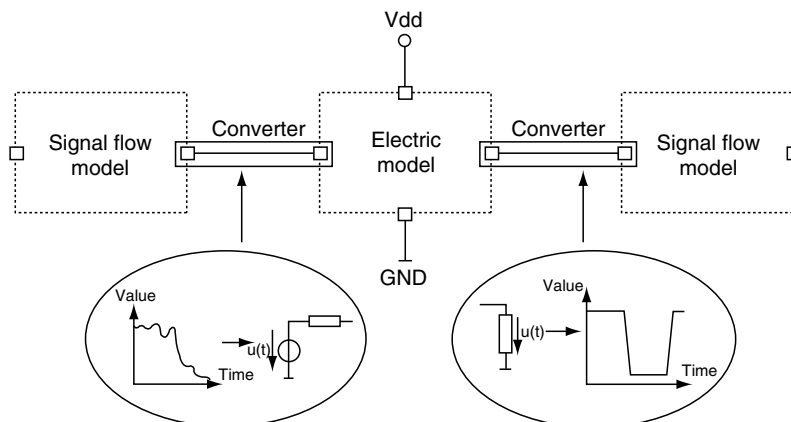 Vdd
Signal flow
model
Converter
Electric
model
Converter
Signal flow
model
GND
Value
u(t)
Time
u(t)
Value
Time